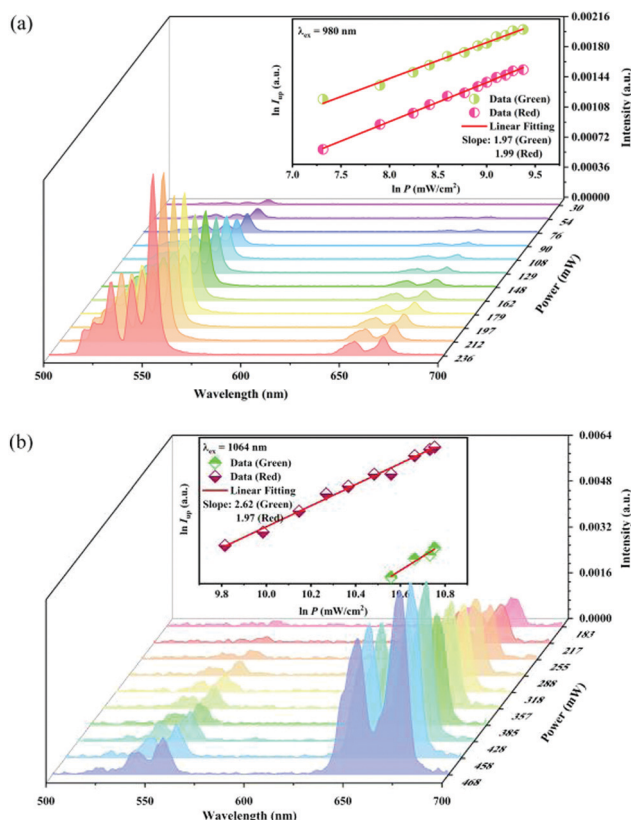 (a)
λex = 980 nm
ln Iup (a.u.)
Data (Green)
Data (Red)
Linear Fitting
Slope: 1.97 (Green)
1.99 (Red)
7.0 7.5 8.0 8.5 9.0 9.5
ln P (mW/cm²)
0.00216
0.00180
0.00144
0.00108
0.00072
0.00036
0.00000
Intensity (a.u.)
30
54
76
90
108
129
148
162
179
197
212
236
Power (mW)
500 550 600 650 700
Wavelength (nm)
(b)
λex = 1064 nm
ln Iup (a.u.)
Data (Green)
Data (Red)
Linear Fitting
Slope: 2.62 (Green)
1.97 (Red)
9.8 10.0 10.2 10.4 10.6 10.8
ln P (mW/cm²)
0.0064
0.0048
0.0032
0.0016
0.0000
Intensity (a.u.)
183
217
255
288
318
357
385
428
458
468
Power (mW)
500 550 600 650 700
Wavelength (nm)